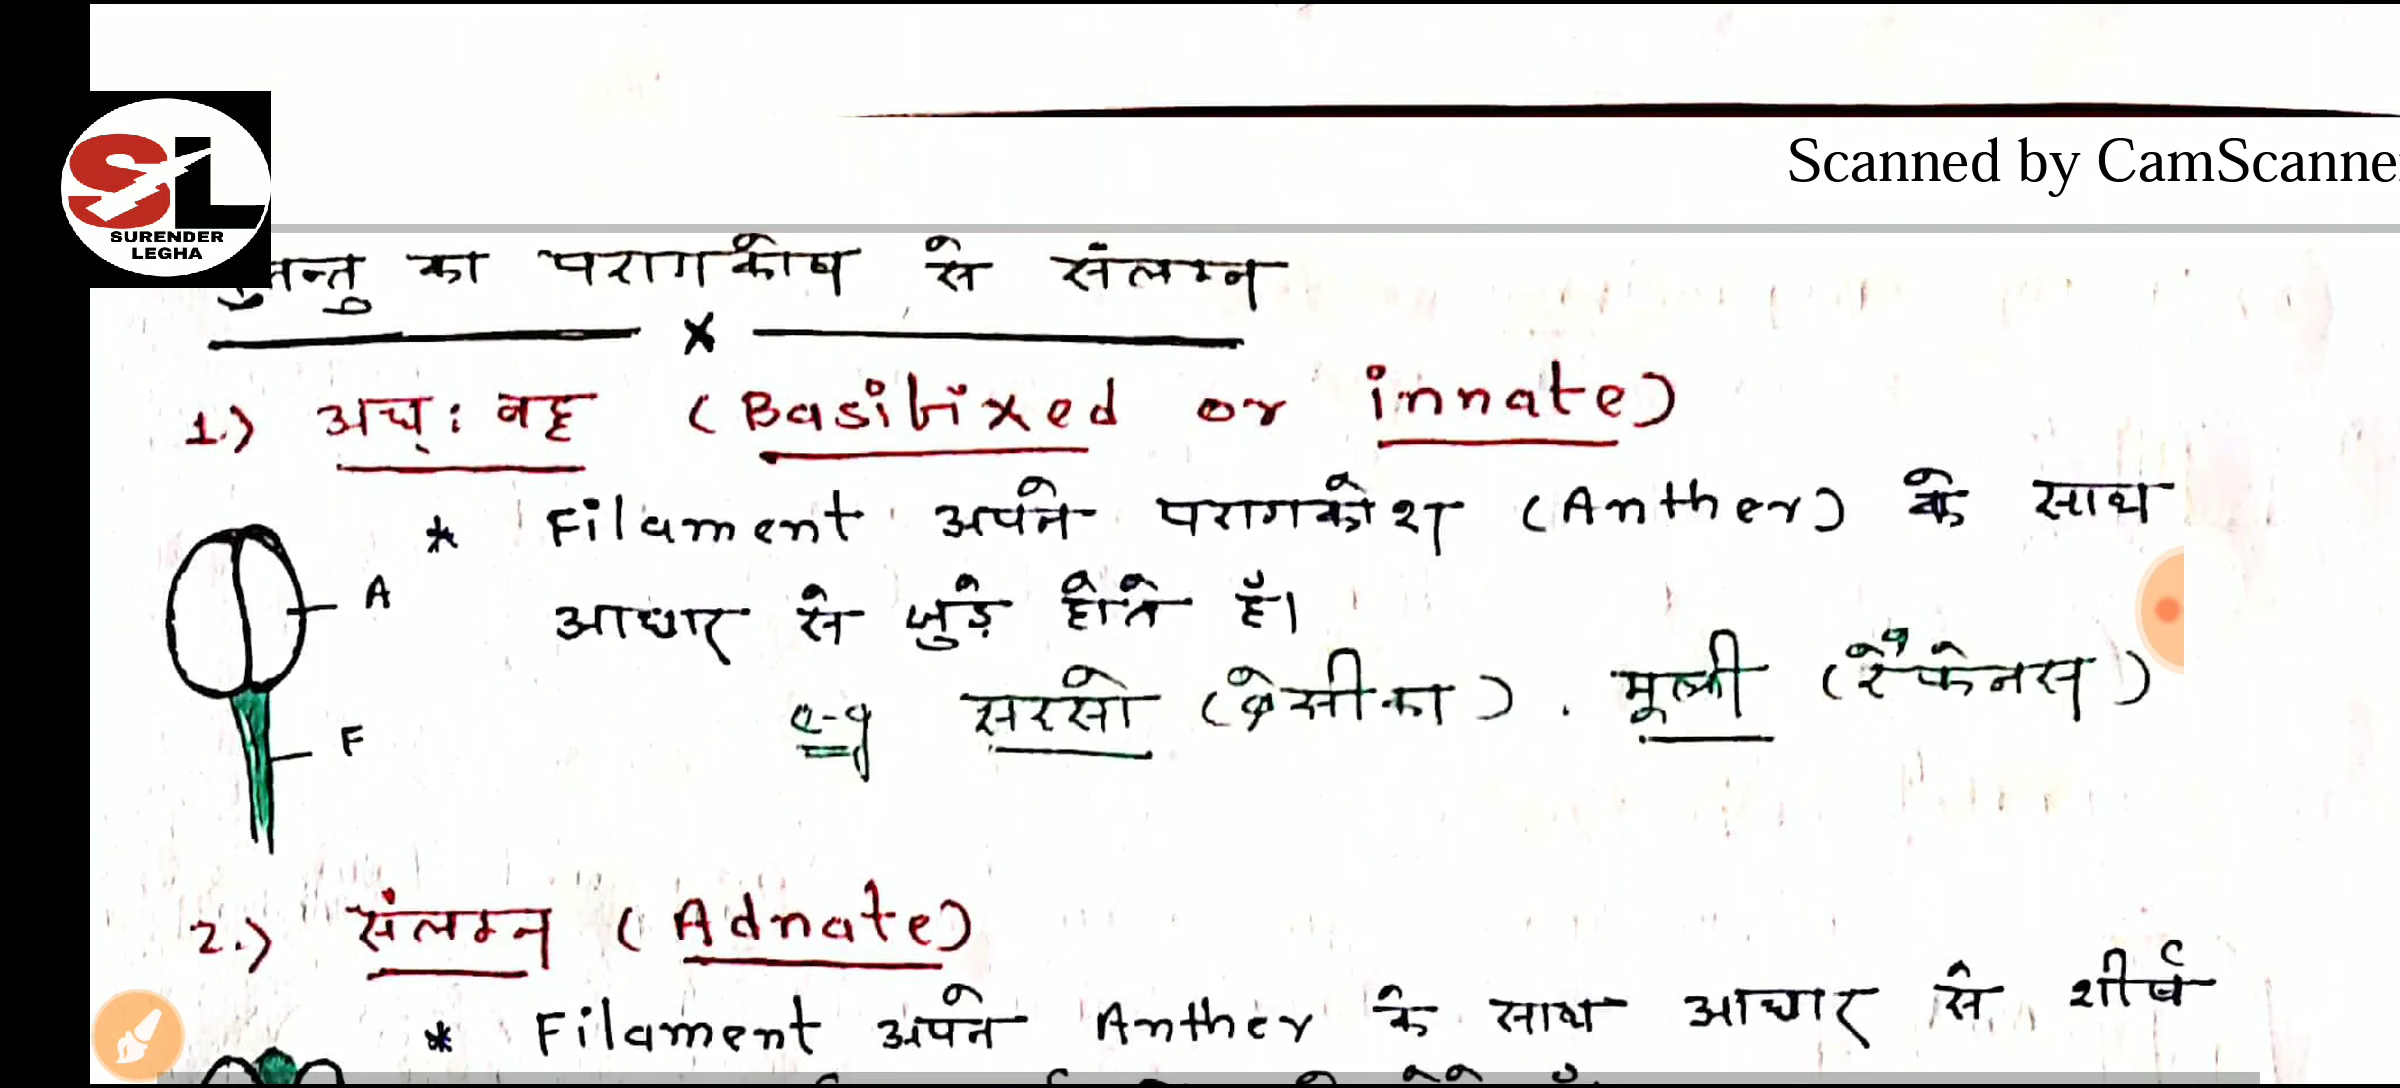 Scanned by CamScanne
SL
SURENDER
LEGHA
तन्तु का परागकोष से संलग्न
x
1.) अध्: बद्द (Basifixed or innate)
* Filament अपने परागकोश (Anther) के साथ
A
आधार से जुड़े होते हैं।
e-g सरसो (ब्रेसीका). मूली (रैफेनस)
F
2.) संलग्न (Adnate)
* Filament अपने Anther के साथ आधार से शीर्ष